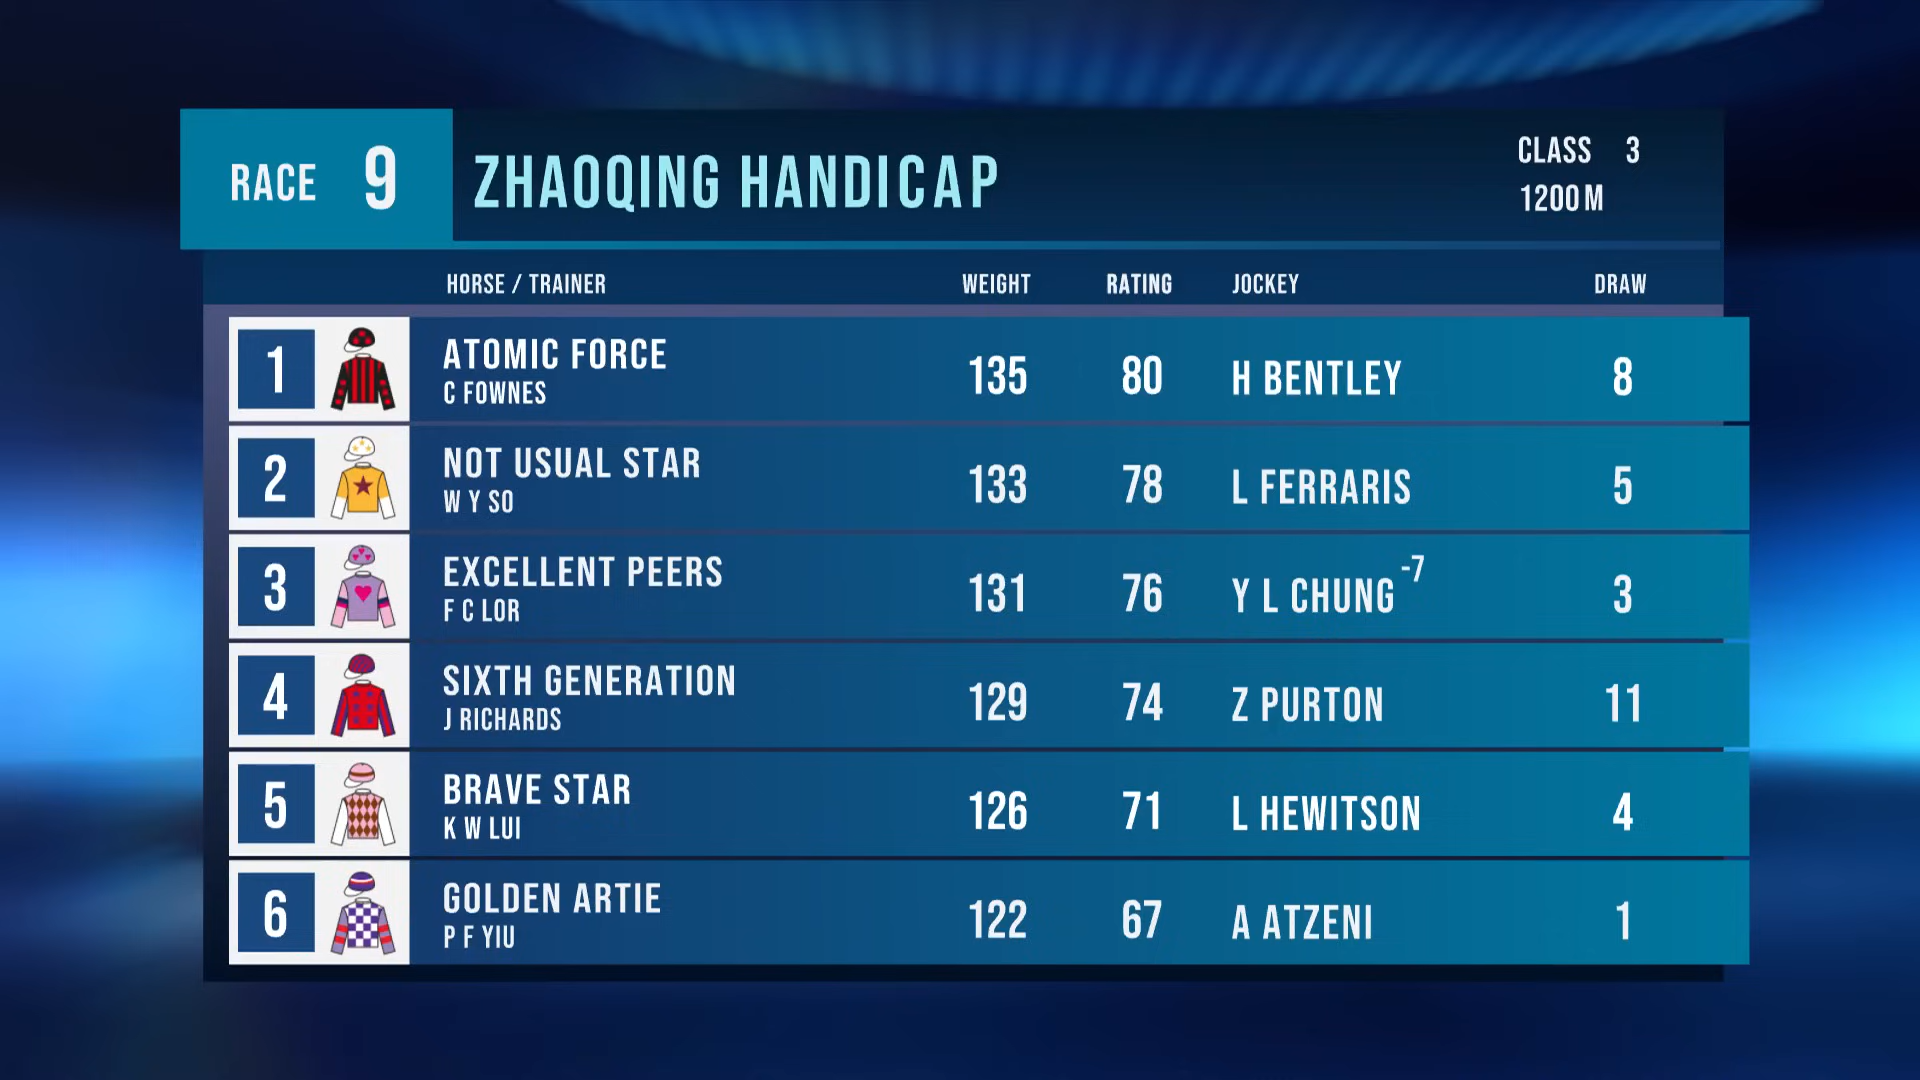 RACE 9 ZHAOQING HANDICAP
CLASS 3
1200 M
HORSE / TRAINER WEIGHT RATING JOCKEY DRAW
1 ATOMIC FORCE 135 80 H BENTLEY 8
C FOWNES
2 NOT USUAL STAR 133 78 L FERRARIS 5
W Y SO
3 EXCELLENT PEERS 131 76 Y L CHUNG -7 3
F C LOR
4 SIXTH GENERATION 129 74 Z PURTON 11
J RICHARDS
5 BRAVE STAR 126 71 L HEWITSON 4
K W LUI
6 GOLDEN ARTIE 122 67 A ATZENI 1
P F YIU